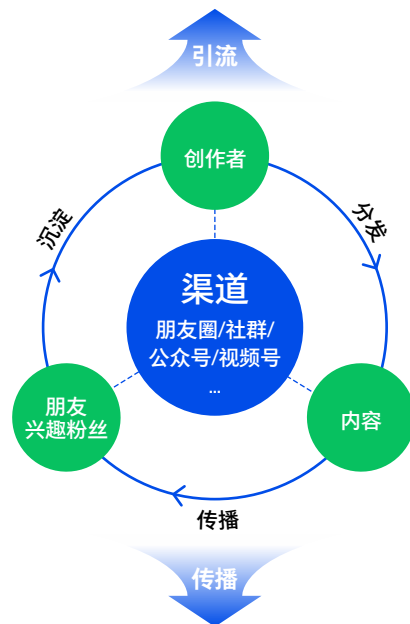 引流
创作者
沉淀
分发
渠道
朋友圈/社群/
公众号/视频号
...
朋友
兴趣粉丝
内容
传播
传播